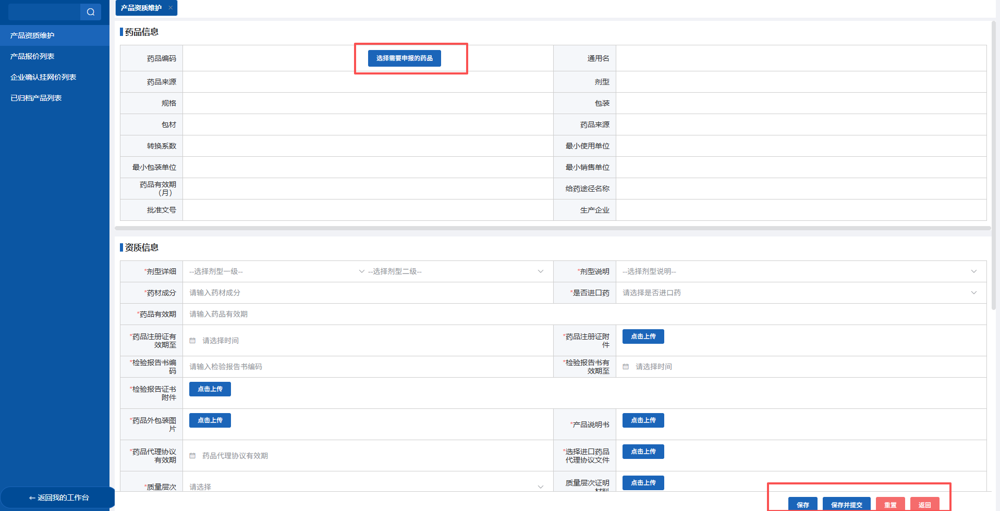 产品资质维护 ×
产品资质维护
产品报价列表
企业确认挂网价列表
已归档产品列表
←返回我的工作台
药品信息
药品编码 选择需要申报的药品 通用名
药品来源 剂型
规格 包装
包材 药品来源
转换系数 最小使用单位
最小包装单位 最小销售单位
药品有效期
（月）
给药途径名称
批准文号 生产企业
资质信息
*剂型详细 --选择剂型一级-- --选择剂型二级-- *剂型说明 --选择剂型说明--
*药材成分 请输入药材成分 *是否进口药 请选择是否进口药
*药品有效期 请输入药品有效期
*药品注册证有
效期至
请选择时间
*药品注册证附
件
点击上传
*检验报告书编
码
请输入检验报告书编码
*检验报告书有
效期至
请选择时间
*检验报告证书
附件
点击上传
*药品外包装图
片
点击上传
*产品说明书 点击上传
*药品代理协议
有效期
药品代理协议有效期
*选择进口药品
代理协议文件
点击上传
*质量层次 请选择
质量层次证明
材料
点击上传
保存 保存并提交 重置 返回